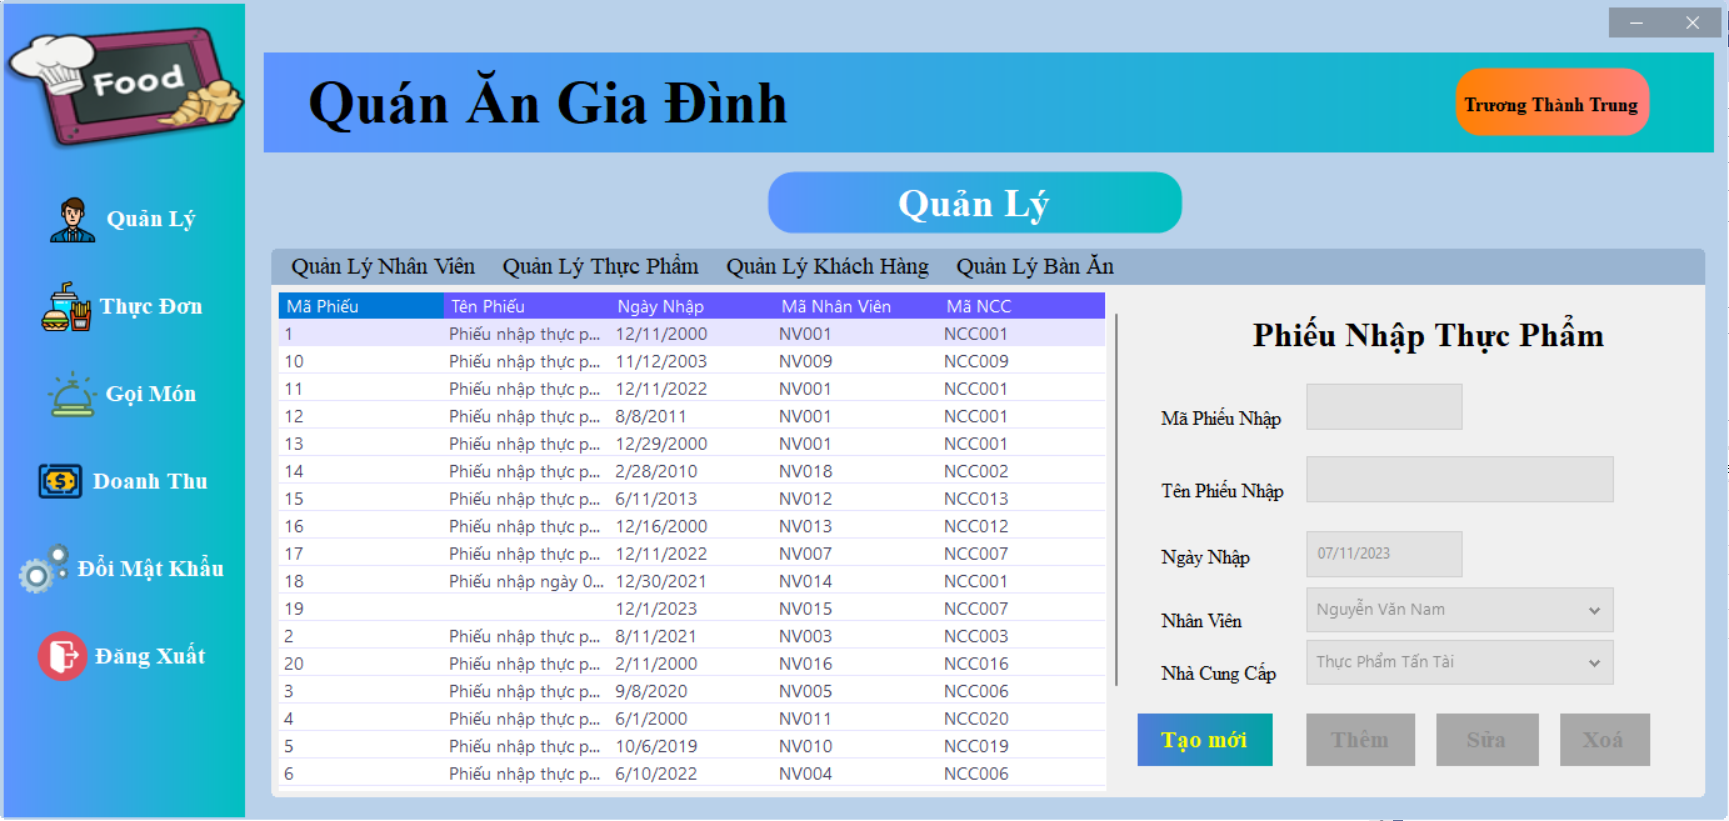 Food
Quán Ăn Gia Đình
Trương Thành Trung
Quản Lý
Quản Lý
Thực Đơn
Gọi Món
Doanh Thu
Đổi Mật Khẩu
Đăng Xuất
Quản Lý Nhân Viên Quản Lý Thực Phẩm Quản Lý Khách Hàng Quản Lý Bàn Ăn
Mã Phiếu Tên Phiếu Ngày Nhập Mã Nhân Viên Mã NCC
1 Phiếu nhập thực p... 12/11/2000 NV001 NCC001
10 Phiếu nhập thực p... 11/12/2003 NV009 NCC009
11 Phiếu nhập thực p... 12/11/2022 NV001 NCC001
12 Phiếu nhập thực p... 8/8/2011 NV001 NCC001
13 Phiếu nhập thực p... 12/29/2000 NV001 NCC001
14 Phiếu nhập thực p... 2/28/2010 NV018 NCC002
15 Phiếu nhập thực p... 6/11/2013 NV012 NCC013
16 Phiếu nhập thực p... 12/16/2000 NV013 NCC012
17 Phiếu nhập thực p... 12/11/2022 NV007 NCC007
18 Phiếu nhập ngày 0... 12/30/2021 NV014 NCC001
19 12/1/2023 NV015 NCC007
2 Phiếu nhập thực p... 8/11/2021 NV003 NCC003
20 Phiếu nhập thực p... 2/11/2000 NV016 NCC016
3 Phiếu nhập thực p... 9/8/2020 NV005 NCC006
4 Phiếu nhập thực p... 6/1/2000 NV011 NCC020
5 Phiếu nhập thực p... 10/6/2019 NV010 NCC019
6 Phiếu nhập thực p... 6/10/2022 NV004 NCC006
Phiếu Nhập Thực Phẩm
Mã Phiếu Nhập
Tên Phiếu Nhập
Ngày Nhập 07/11/2023
Nhân Viên Nguyễn Văn Nam
Nhà Cung Cấp Thực Phẩm Tấn Tài
Tạo mới Thêm Sửa Xoá